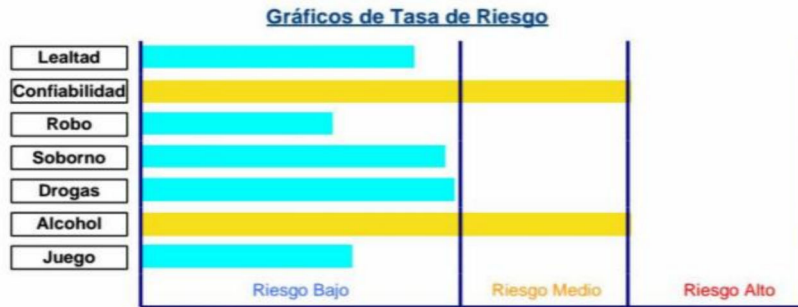 Gráficos de Tasa de Riesgo
Lealtad
Confiabilidad
Robo
Soborno
Drogas
Alcohol
Juego
Riesgo Bajo Riesgo Medio Riesgo Alto